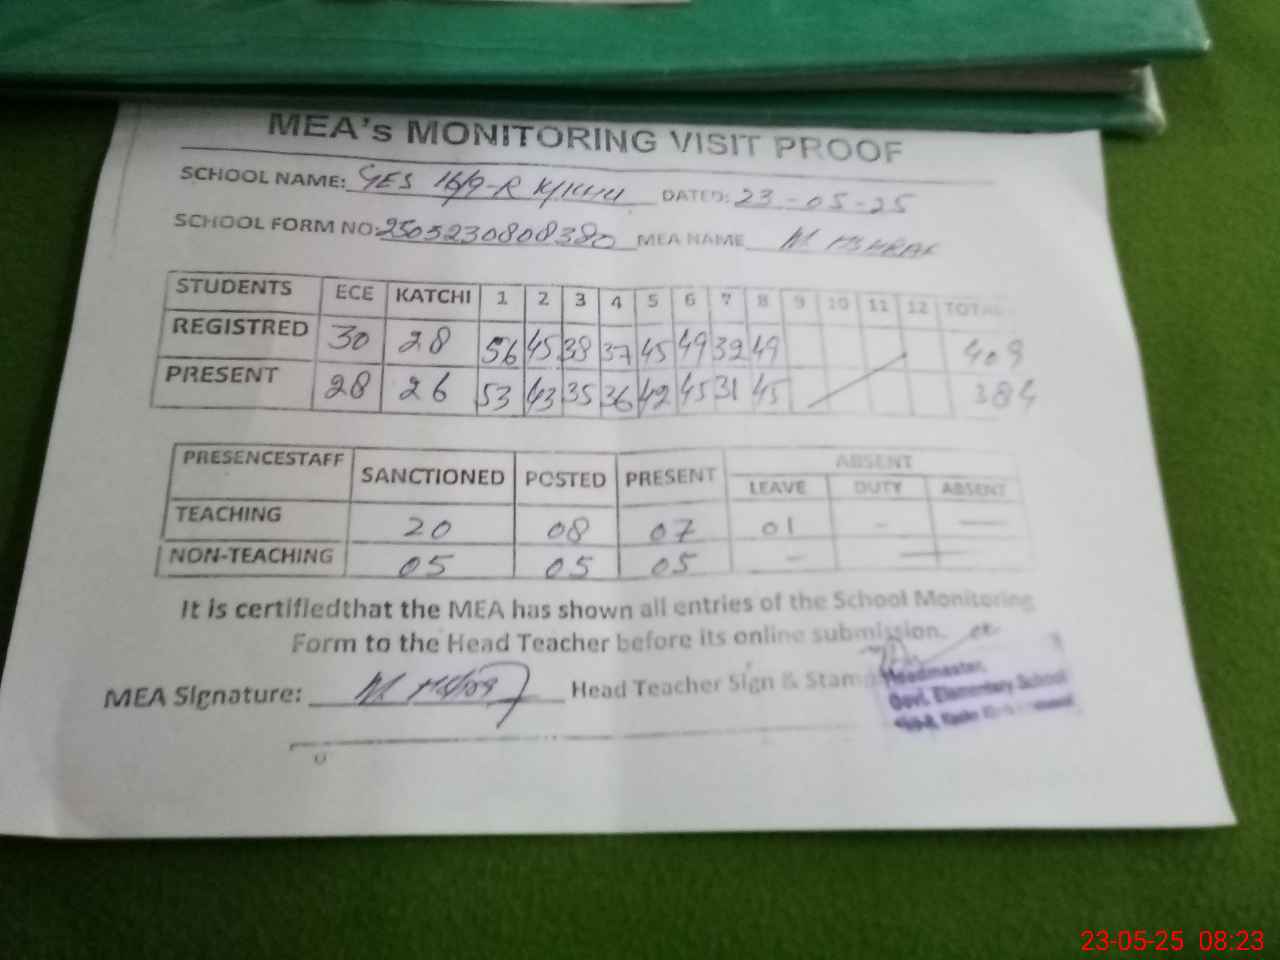 MEA's MONITORING VISIT PROOF
SCHOOL NAME: GES 16/9-R DATED: 23-05-25
SCHOOL FORM NO: 2505230808380 MEA NAME M
STUDENTS ECE KATCHI 1 2 3 4 5 6 7 8 9 10 11 12 TOTAL
REGISTRED 30 28 56 45 38 37 45 49 32 49 409
PRESENT 28 26 53 43 35 36 42 45 31 45 384
PRESENCESTAFF SANCTIONED POSTED PRESENT ABSENT
LEAVE DUTY ABSENT
TEACHING 20 08 07 01 - -
NON-TEACHING 05 05 05 - -
It is certifiedthat the MEA has shown all entries of the School Monitoring
Form to the Head Teacher before its online submission.
MEA Signature: Head Teacher Sign & Stamp
Headmaster,
Govt. Elementary School
23-05-25 08:23